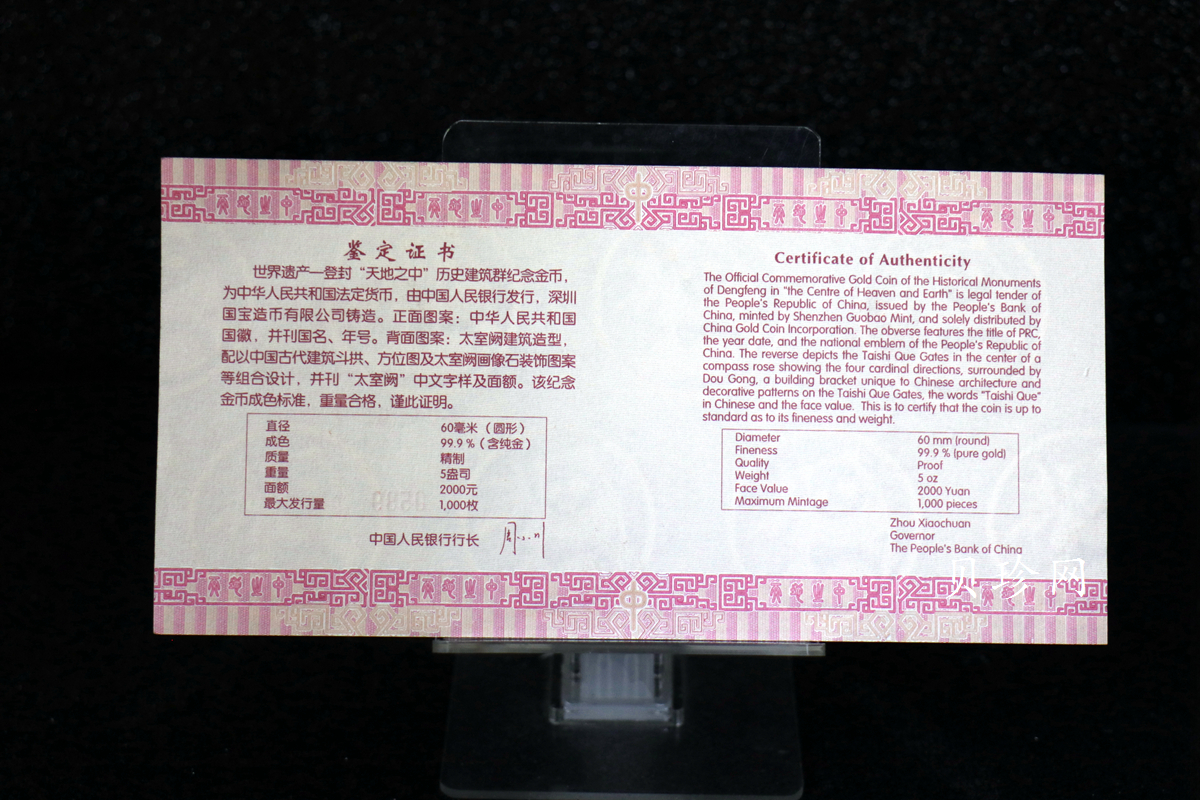 鉴定证书
世界遗产—登封“天地之中”历史建筑群纪念金币，
为中华人民共和国法定货币，由中国人民银行发行，深圳
国宝造币有限公司铸造。正面图案：中华人民共和国
国徽，并刊国名、年号。背面图案：太室阙建筑造型，
配以中国古代建筑斗拱、方位图及太室阙画像石装饰图案
等组合设计，并刊“太室阙”中文字样及面额。该纪念
金币成色标准，重量合格，谨此证明。
直径 60毫米（圆形）
成色 99.9％（含纯金）
质量 精制
重量 5盎司
面额 2000元
最大发行量 1,000枚
中国人民银行行长
Certificate of Authenticity
The Official Commemorative Gold Coin of the Historical Monuments
of Dengfeng in "the Centre of Heaven and Earth" is legal tender of
the People's Republic of China, issued by the People's Bank of
China, minted by Shenzhen Guobao Mint, and solely distributed by
China Gold Coin Incorporation. The obverse features the title of PRC,
the year date, and the national emblem of the People's Republic of
China. The reverse depicts the Taishi Que Gates in the center of a
compass rose showing the four cardinal directions, surrounded by
Dou Gong, a building bracket unique to Chinese architecture and
decorative patterns on the Taishi Que Gates, the words "Taishi Que"
in Chinese and the face value. This is to certify that the coin is up to
standard as to its fineness and weight.
Diameter 60 mm (round)
Fineness 99.9 % (pure gold)
Quality Proof
Weight 5 oz
Face Value 2000 Yuan
Maximum Mintage 1,000 pieces
Zhou Xiaochuan
Governor
The People's Bank of China
贝珍网